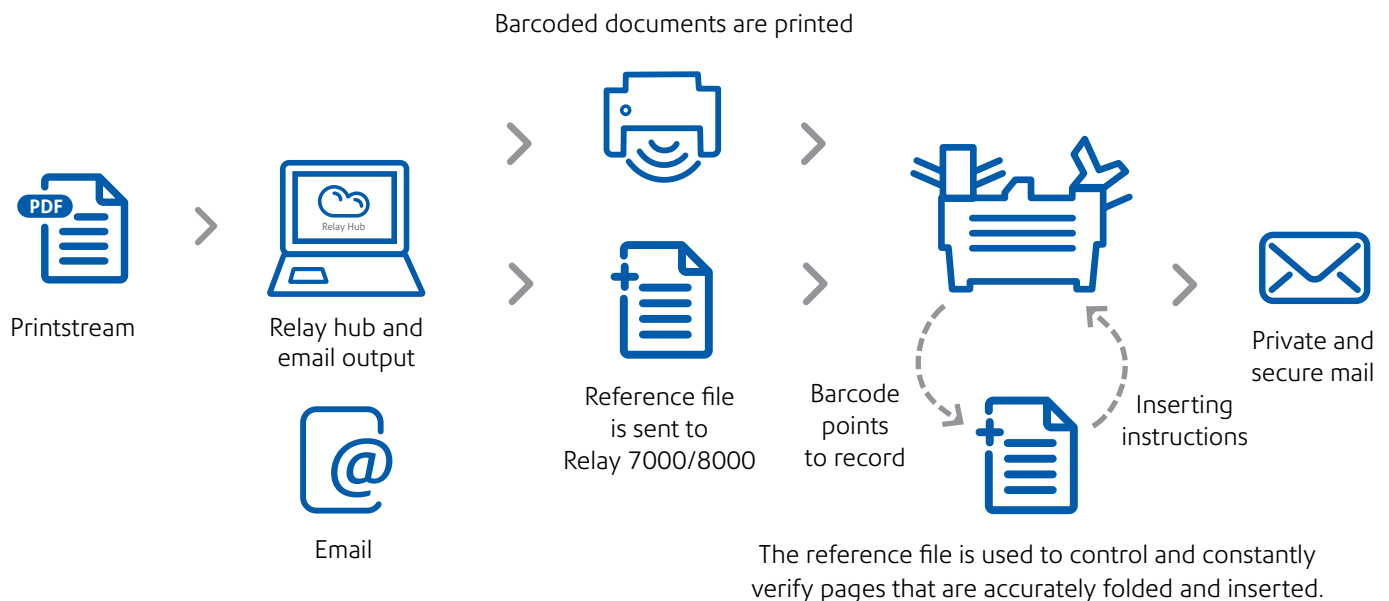 Barcoded documents are printed
PDF
Printstream
Relay Hub
Relay hub and
email output
@
Email
Reference file
is sent to
Relay 7000/8000
Barcode
points
to record
Inserting
instructions
Private and
secure mail
The reference file is used to control and constantly
verify pages that are accurately folded and inserted.